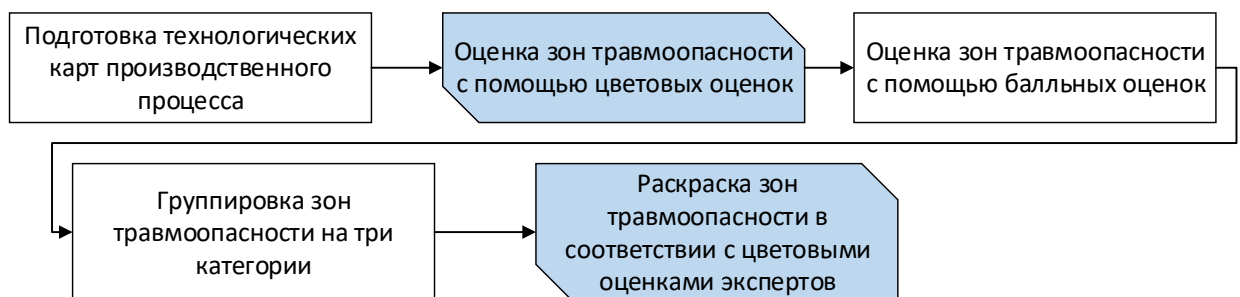 Подготовка технологических
карт производственного
процесса
Оценка зон травмоопасности
с помощью цветовых оценок
Оценка зон травмоопасности
с помощью балльных оценок
Группировка зон
травмоопасности на три
категории
Раскраска зон
травмоопасности в
соответствии с цветовыми
оценками экспертов